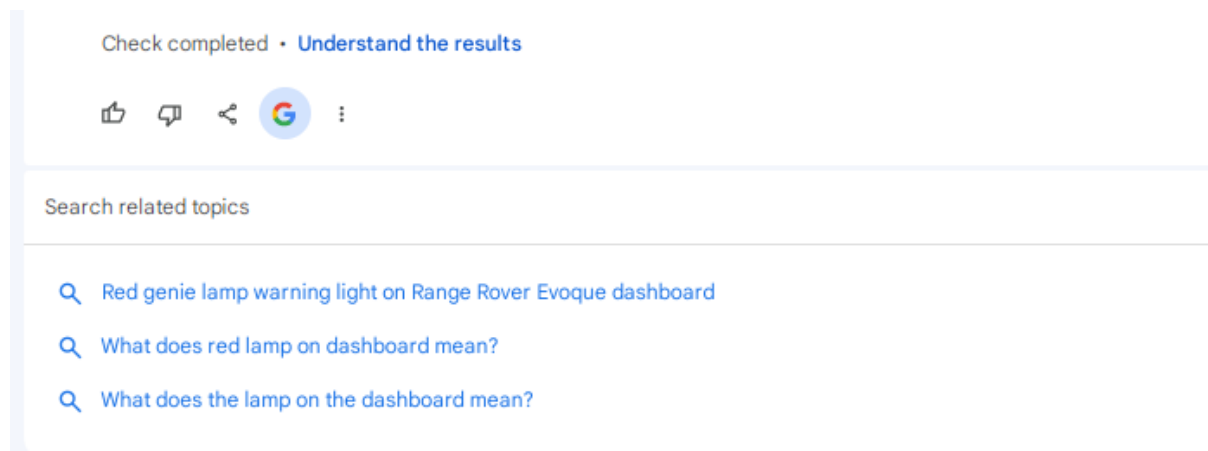 Check completed • Understand the results
Search related topics
Red genie lamp warning light on Range Rover Evoque dashboard
What does red lamp on dashboard mean?
What does the lamp on the dashboard mean?